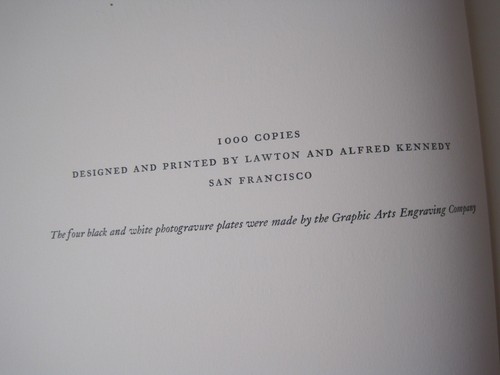 1000 COPIES
DESIGNED AND PRINTED BY LAWTON AND ALFRED KENNEDY
SAN FRANCISCO
The four black and white photogravure plates were made by the Graphic Arts Engraving Company